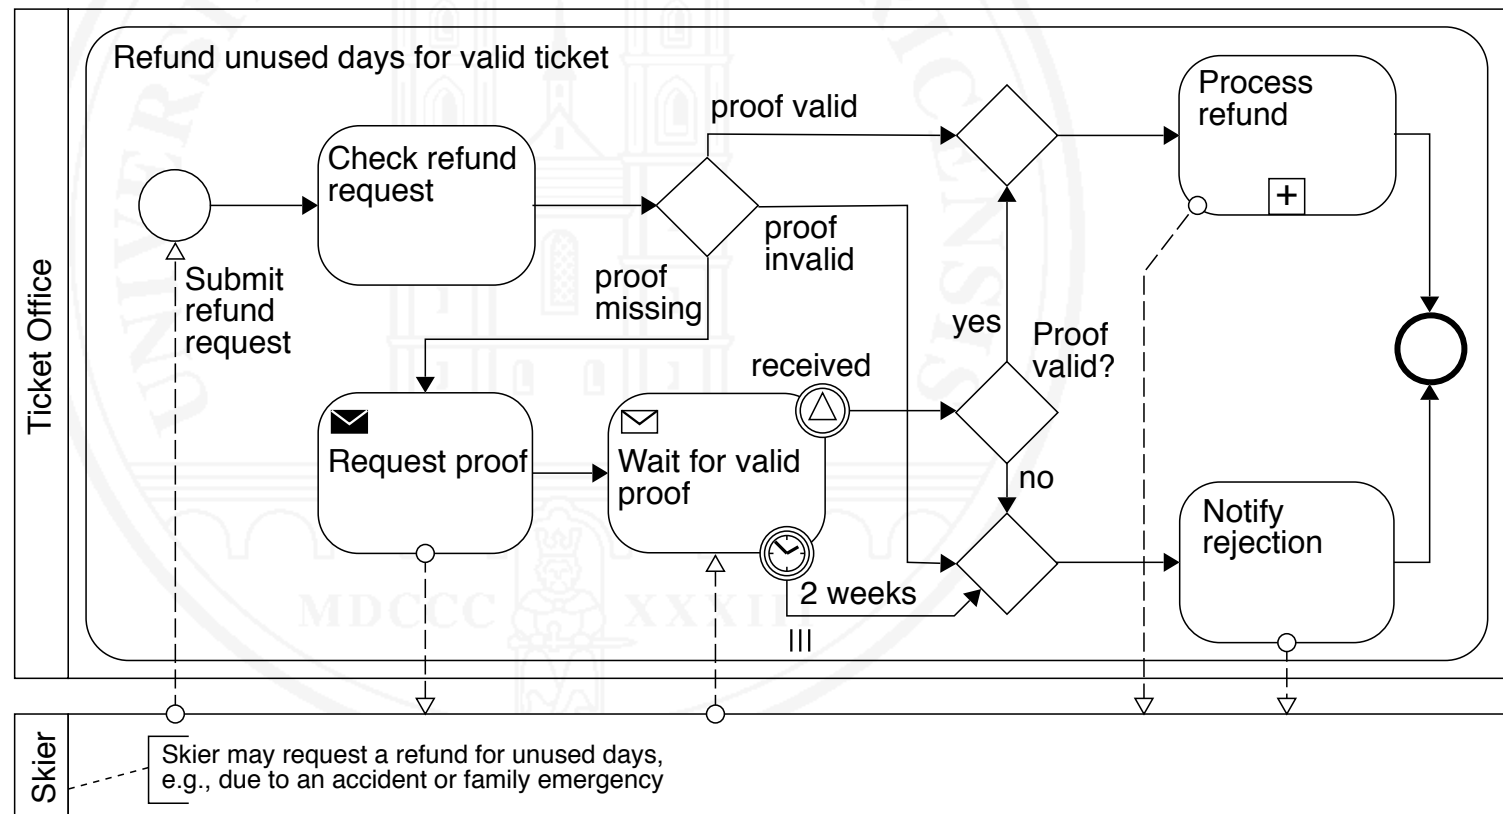 Ticket Office
Refund unused days for valid ticket
Submit
refund
request
Check refund
request
proof valid
proof
invalid
proof
missing
Process
refund
Request proof
Wait for valid
proof
received
2 weeks
yes
Proof
valid?
no
Notify
rejection
Skier
Skier may request a refund for unused days,
e.g., due to an accident or family emergency
MDCCC XXXIII